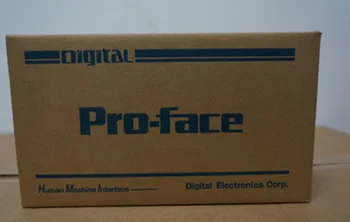 Digital
Pro-face
Human Machine Interface
Digital Electronics Corp.